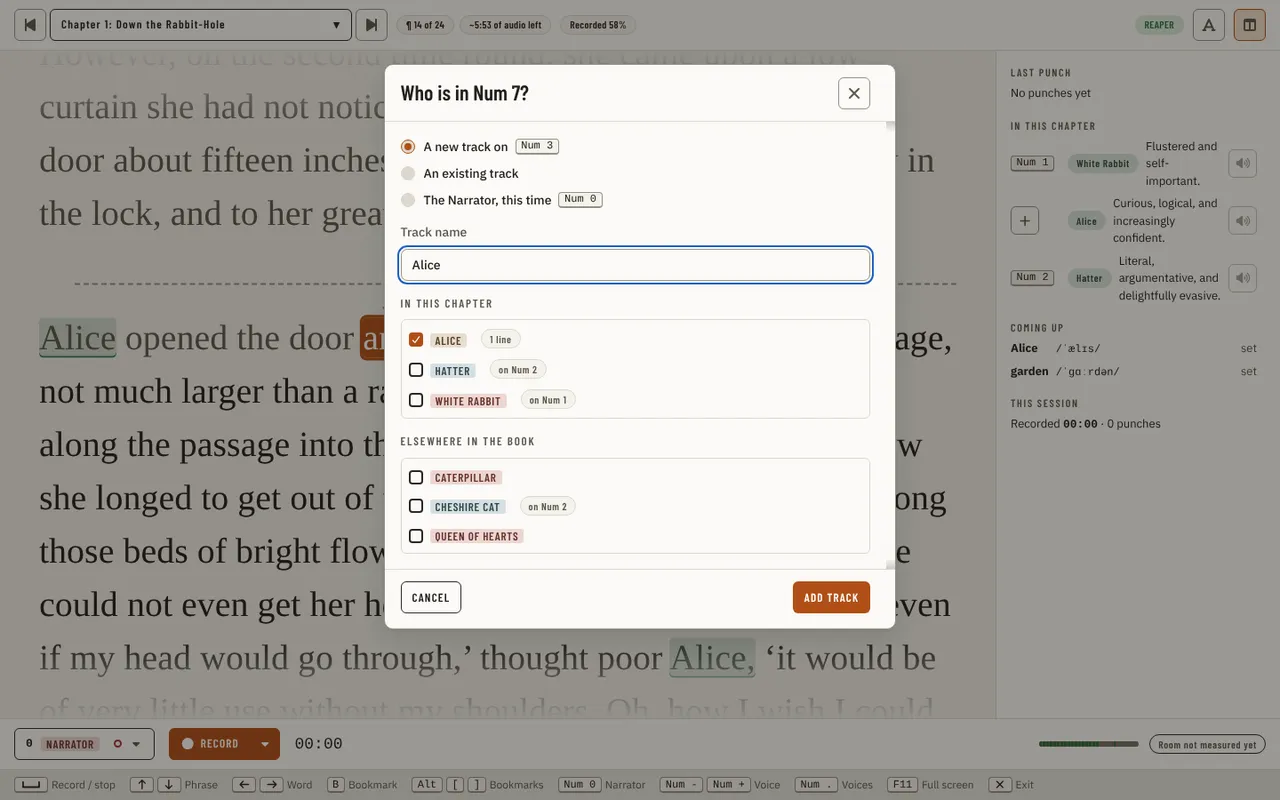 Chapter 1: Down the Rabbit-Hole
¶ 14 of 24
~5:53 of audio left
Recorded 58%
REAPER
A
However, on the second time round, she came upon a low
curtain she had not notic
door about fifteen inches
in
the lock, and to her grea
Alice opened the door
age,
not much larger than a ra
along the passage into th
w
she longed to get out of
ong
those beds of bright flow
e
could not even get her he
even
if my head would go through,’ thought poor Alice, ‘it would be
of very little use without my shoulders. Oh, how I wish I could
Who is in Num 7?
A new track on Num 3
An existing track
The Narrator, this time Num 0
Track name
Alice
IN THIS CHAPTER
ALICE 1 line
HATTER on Num 2
WHITE RABBIT on Num 1
ELSEWHERE IN THE BOOK
CATERPILLAR
CHESHIRE CAT on Num 2
QUEEN OF HEARTS
CANCEL
ADD TRACK
LAST PUNCH
No punches yet
IN THIS CHAPTER
Num 1 White Rabbit Flustered and
self-
important.
+ Alice Curious, logical, and
increasingly
confident.
Num 2 Hatter Literal,
argumentative, and
delightfully evasive.
COMING UP
Alice /ˈælɪs/ set
garden /ˈɡɑːrdən/ set
THIS SESSION
Recorded 00:00 · 0 punches
0 NARRATOR
RECORD
00:00
Room not measured yet
Record / stop ↑ ↓ Phrase ← → Word B Bookmark Alt [ ] Bookmarks Num 0 Narrator Num - Num + Voice Num . Voices F11 Full screen ✕ Exit